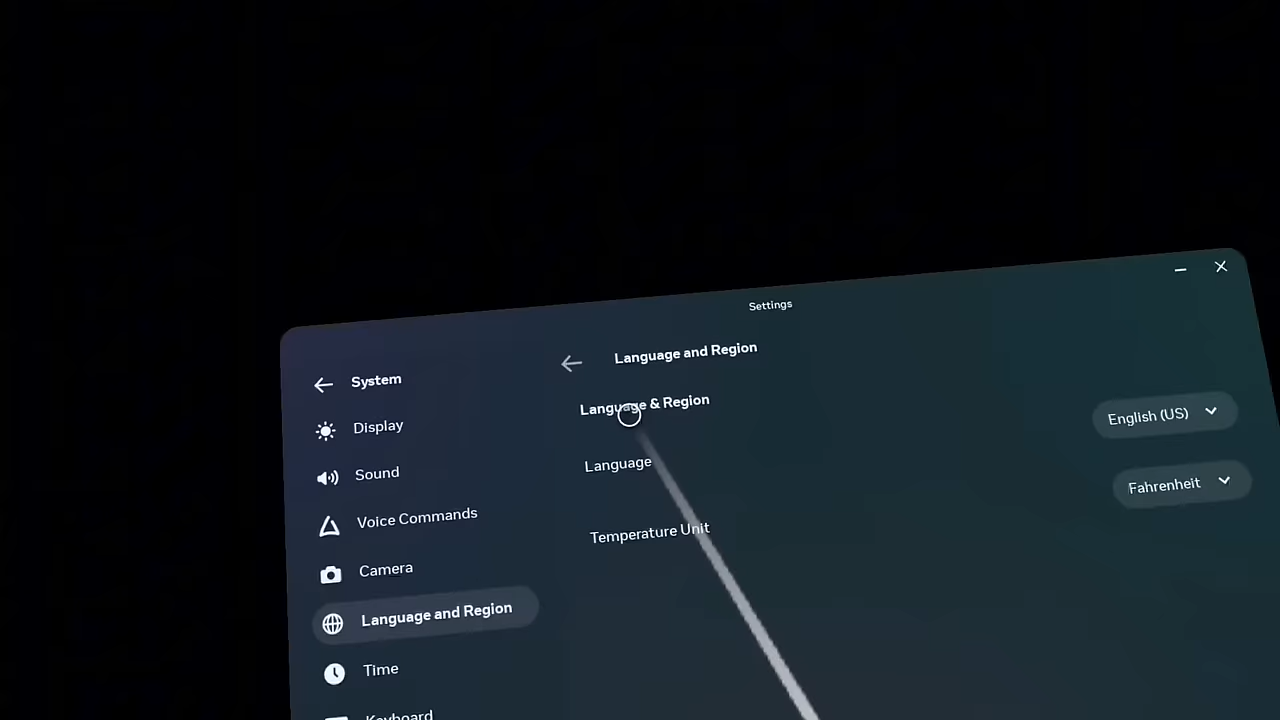 Settings
System
Display
Sound
Voice Commands
Camera
Language and Region
Time
Keyboard
Language and Region
Language & Region
Language
English (US)
Temperature Unit
Fahrenheit